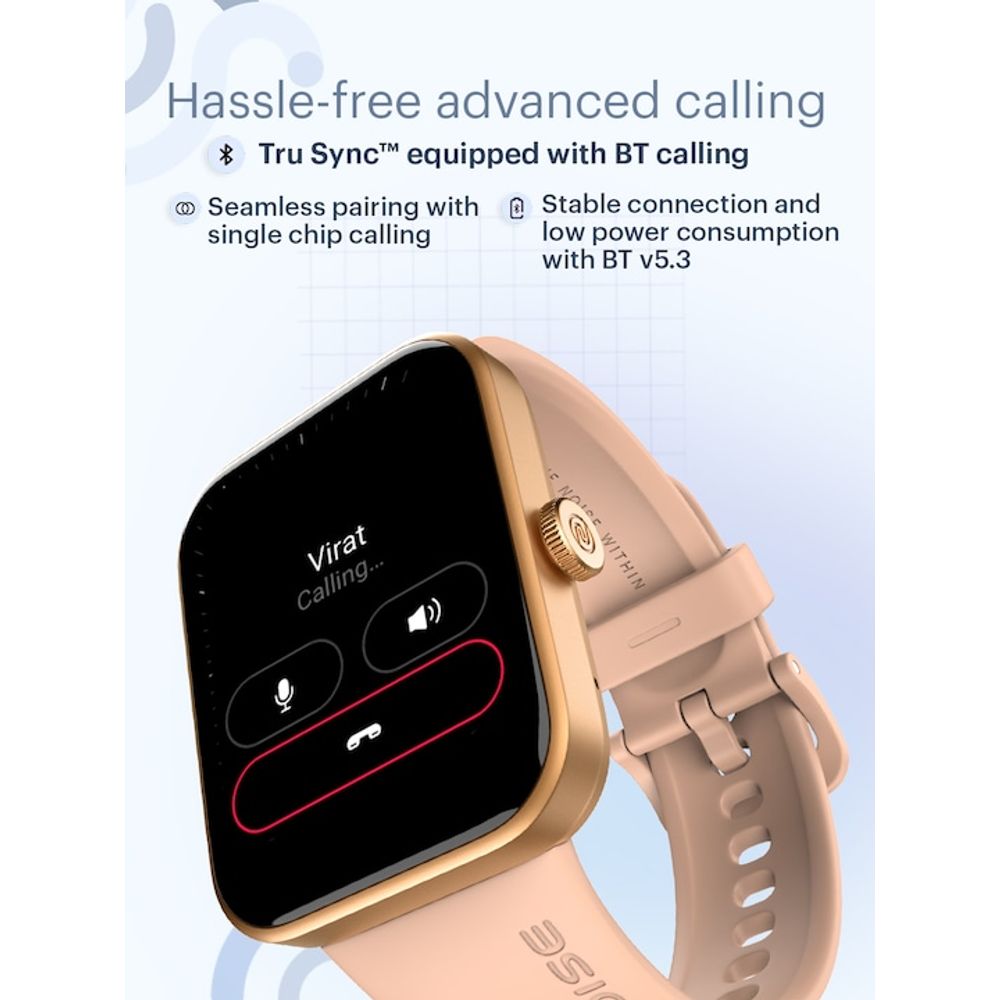 Hassle-free advanced calling
Tru Sync™ equipped with BT calling
Seamless pairing with
single chip calling
Stable connection and
low power consumption
with BT v5.3
Virat
Calling...
NOISE WITHIN